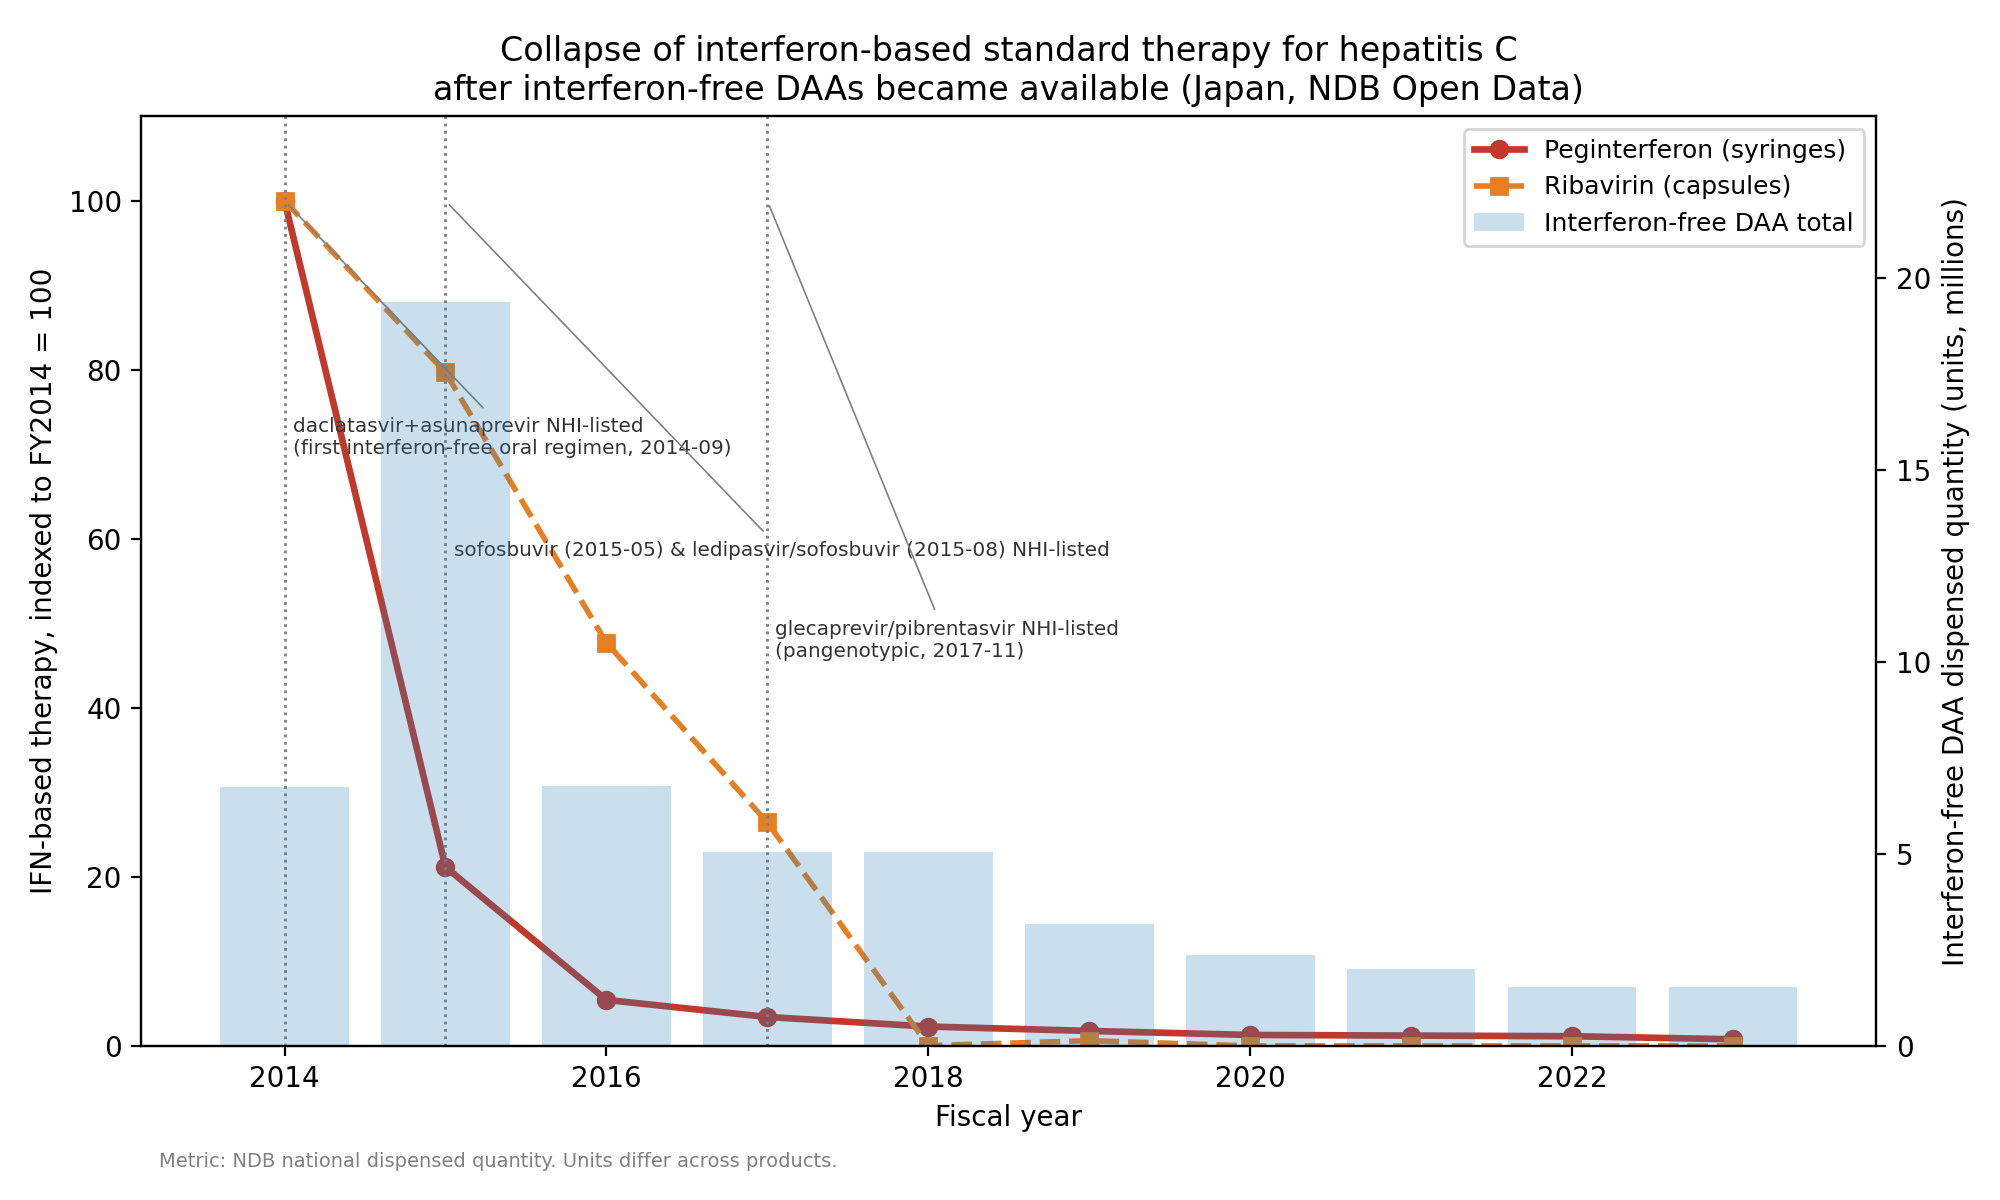 Collapse of interferon-based standard therapy for hepatitis C
after interferon-free DAAs became available (Japan, NDB Open Data)
Peginterferon (syringes)
Ribavirin (capsules)
Interferon-free DAA total
IFN-based therapy, indexed to FY2014 = 100
100
80
60
40
20
0
Interferon-free DAA dispensed quantity (units, millions)
20
15
10
5
0
daclatasvir+asunaprevir NHI-listed
(first interferon-free oral regimen, 2014-09)
sofosbuvir (2015-05) & ledipasvir/sofosbuvir (2015-08) NHI-listed
glecaprevir/pibrentasvir NHI-listed
(pangenotypic, 2017-11)
2014
2016
2018
2020
2022
Fiscal year
Metric: NDB national dispensed quantity. Units differ across products.